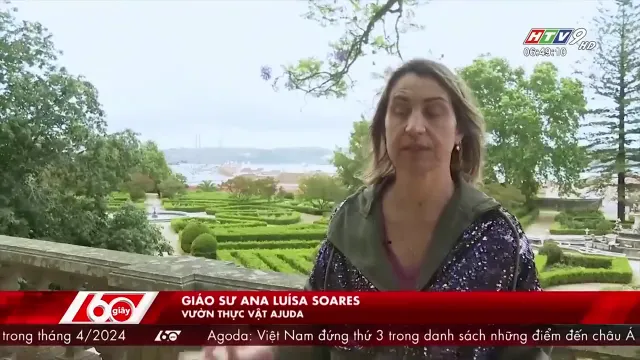 HTV9 HD
06:49:10
GIÁO SƯ ANA LUÍSA SOARES
60 giây
VƯỜN THỰC VẬT AJUDA
trong tháng 4/2024
Agoda: Việt Nam đứng thứ 3 trong danh sách những điểm đến châu Á